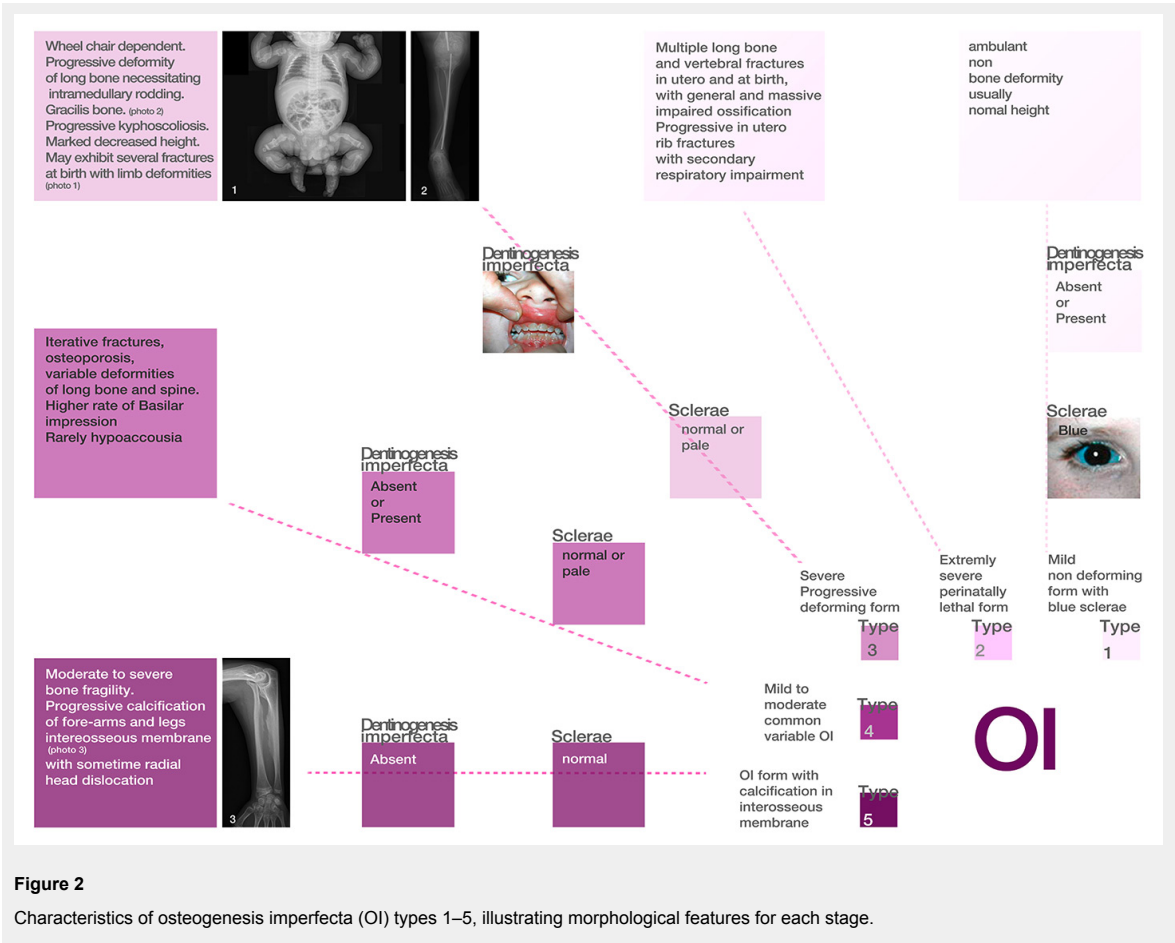 Wheel chair dependent.
Progressive deformity
of long bone necessitating
intramedullary rodding.
Gracilis bone. (photo 2)
Progressive kyphoscoliosis.
Marked decreased height.
May exhibit several fractures
at birth with limb deformities
(photo 1)
1
2
Multiple long bone
and vertebral fractures
in utero and at birth,
with general and massive
impaired ossification
Progressive in utero
rib fractures
with secondary
respiratory impairment
ambulant
non
bone deformity
usually
nomal height
Dentinogenesis
imperfecta
Dentinogenesis
imperfecta
Absent
or
Present
Iterative fractures,
osteoporosis,
variable deformities
of long bone and spine.
Higher rate of Basilar
impression
Rarely hypoaccousia
Dentinogenesis
imperfecta
Absent
or
Present
Sclerae
normal or
pale
Sclerae
normal or
pale
Sclerae
Blue
Severe
Progressive
deforming form
Type
3
Extremly
severe
perinatally
lethal form
Type
2
Mild
non deforming
form with
blue sclerae
Type
1
Moderate to severe
bone fragility.
Progressive calcification
of fore-arms and legs
intereosseous membrane
(photo 3)
with sometime radial
head dislocation
3
Dentinogenesis
imperfecta
Absent
Sclerae
normal
Mild to
moderate
common
variable OI
Type
4
OI form with
calcification in
interosseous
membrane
Type
5
OI
Figure 2
Characteristics of osteogenesis imperfecta (OI) types 1–5, illustrating morphological features for each stage.